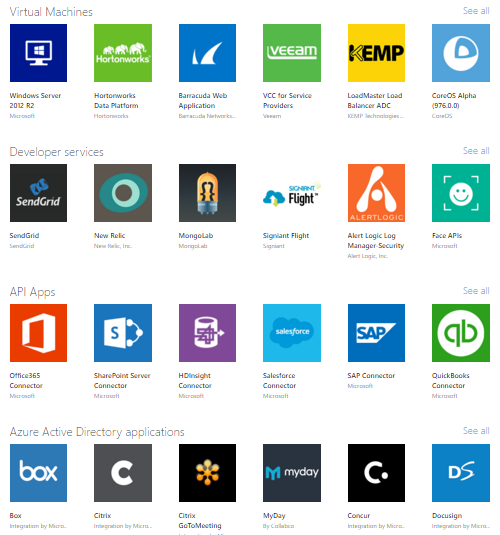 Virtual Machines See all
Hortonworks
veeam
KEMP
Windows Server 2012 R2
Microsoft
Hortonworks Data Platform
Hortonworks
Barracuda Web Application
Barracuda Networks...
VCC for Service Providers
Veeam
LoadMaster Load Balancer ADC
KEMP Technologies...
CoreOS Alpha (976.0.0)
CoreOS
Developer services See all
SendGrid
SIGNIANT
Flight
ALERTLOGIC
SendGrid
SendGrid
New Relic
New Relic, Inc.
MongoLab
MongoLab
Signiant Flight
Signiant
Alert Logic Log Manager-Security
Alert Logic, Inc.
Face APIs
Microsoft
API Apps See all
S
salesforce
SAP
qb
Office365 Connector
Microsoft
SharePoint Server Connector
Microsoft
HDInsight Connector
Microsoft
Salesforce Connector
Microsoft
SAP Connector
Microsoft
QuickBooks Connector
Microsoft
Azure Active Directory applications See all
box
C
myday
C.
DS
Box
Integration by Micro...
Citrix
Integration by Micro...
Citrix GoToMeeting
MyDay
By Collabco
Concur
Integration by Micro...
Docusign
Integration by Micro...